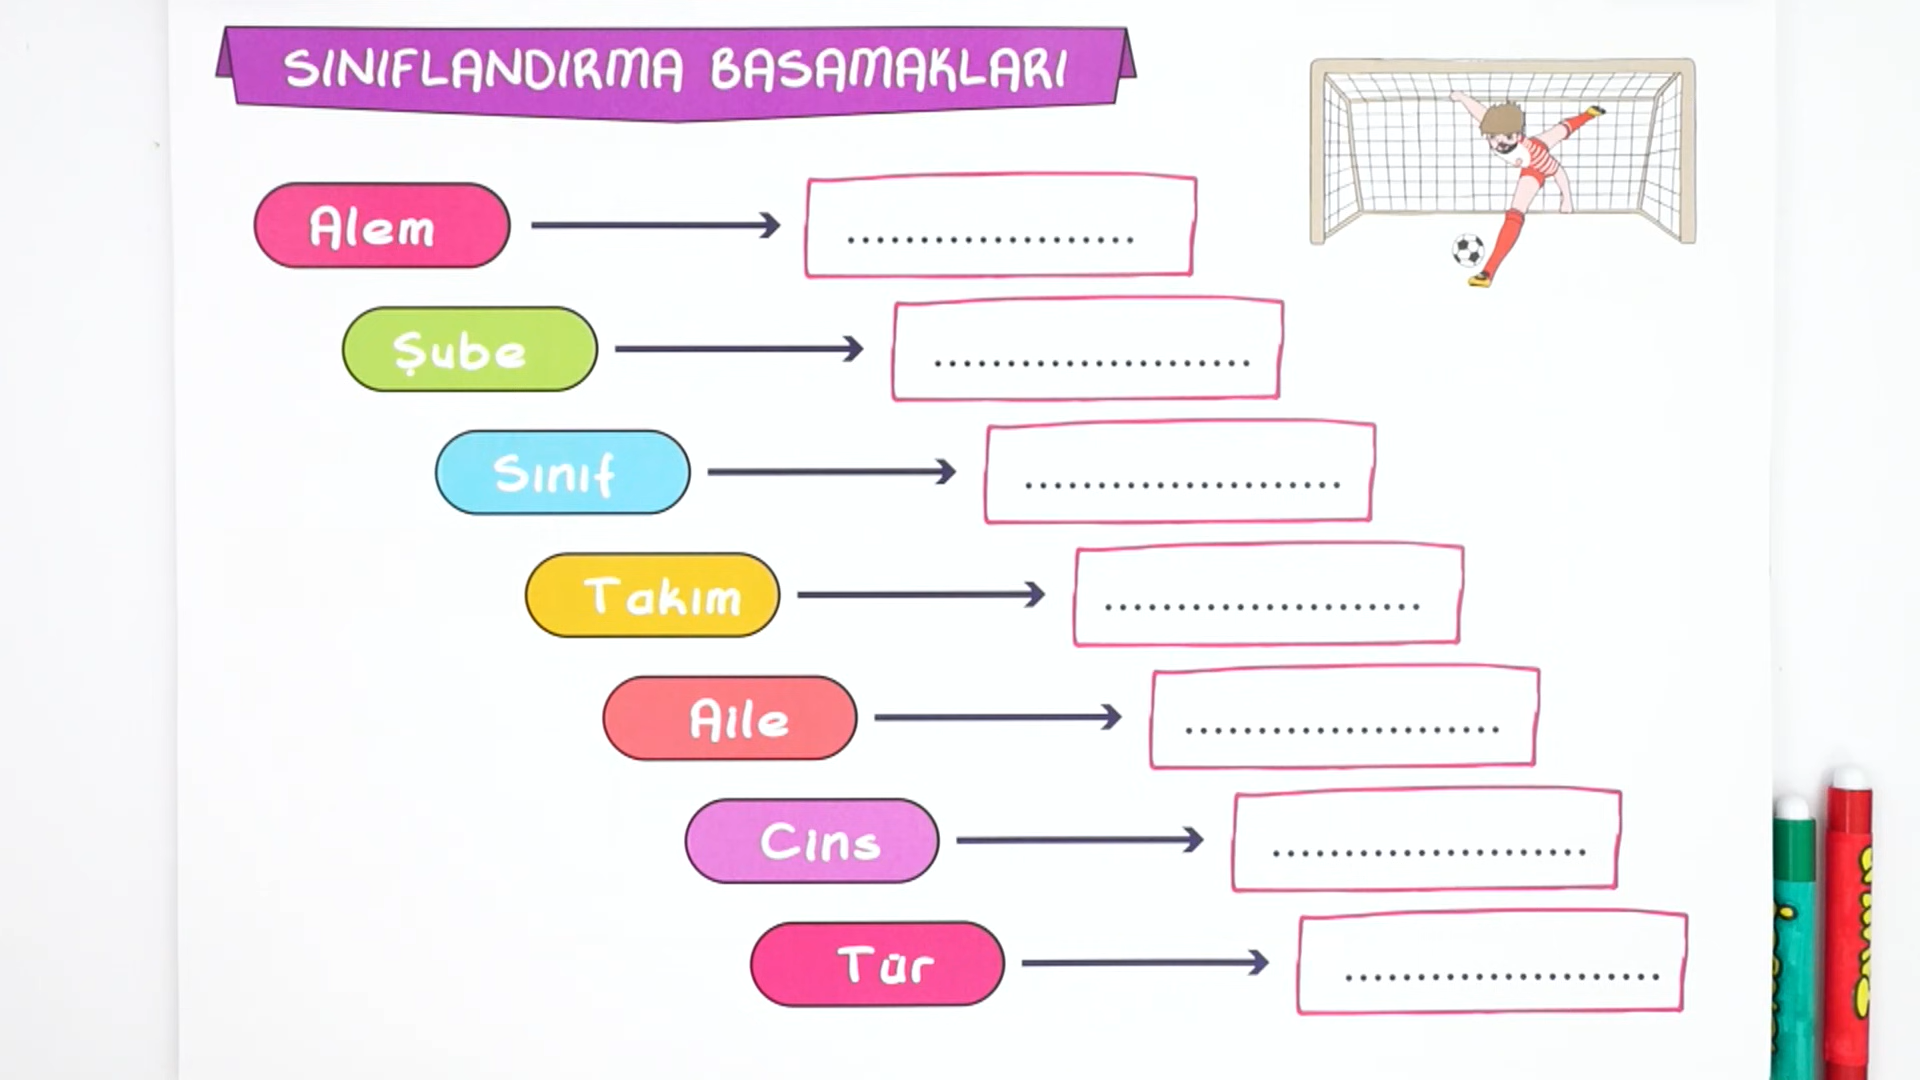 SINIFLANDIRMA BASAMAKLARI
Alem
....................
Şube
......................
Sınıf
......................
Takım
......................
Aile
......................
Cins
......................
Tür
......................